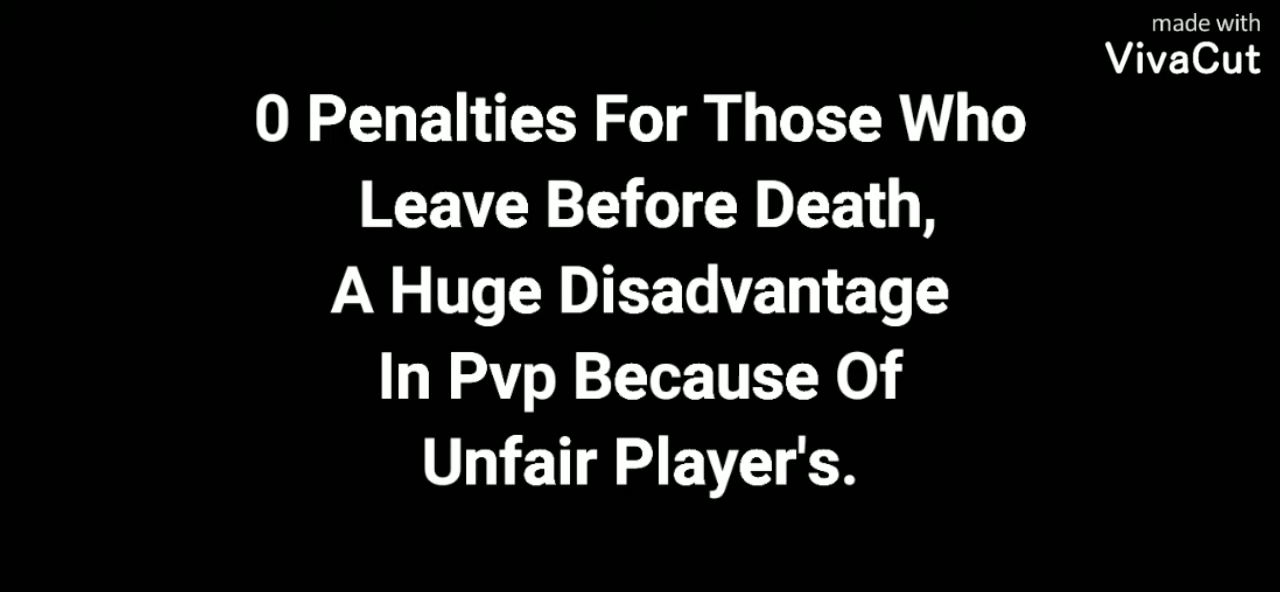 made with
VivaCut
0 Penalties For Those Who
Leave Before Death,
A Huge Disadvantage
In Pvp Because Of
Unfair Player's.